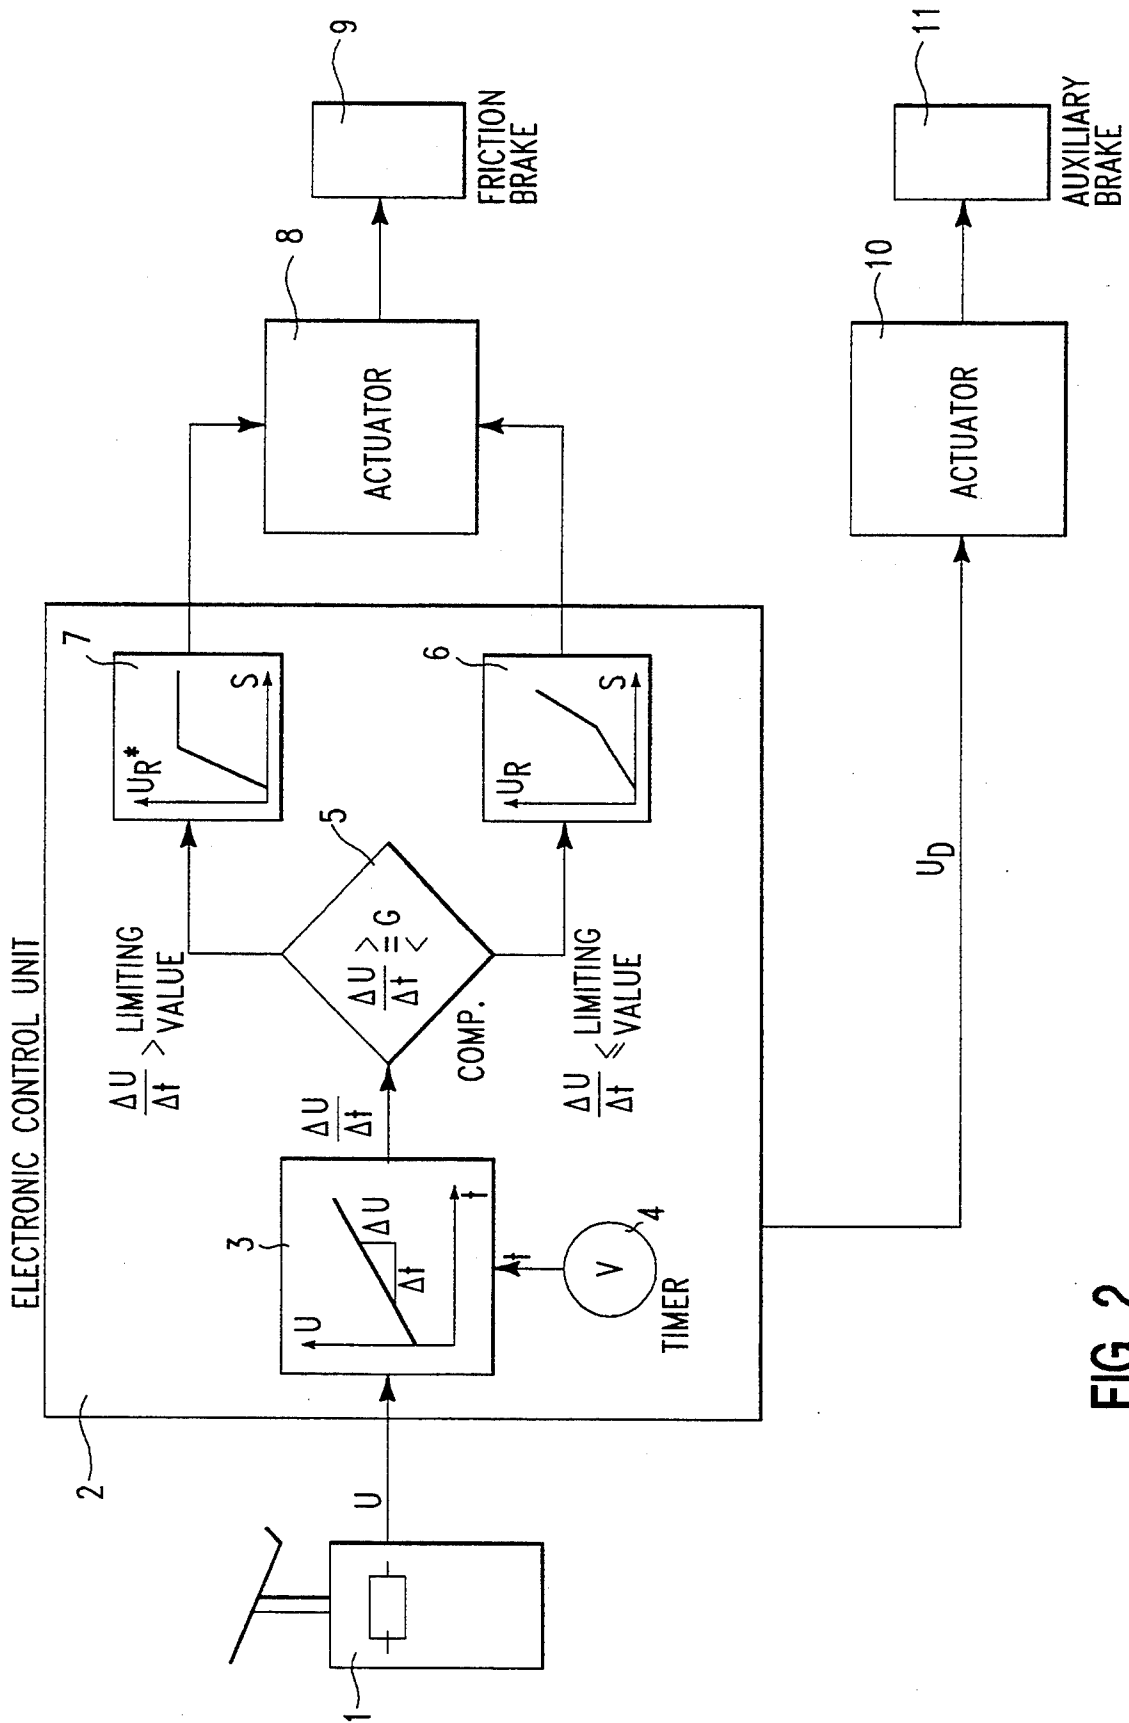 ELECTRONIC CONTROL UNIT
2
1
U
3
U
ΔU
Δt
t
t
V
4
TIMER
ΔU
Δt
ΔU
Δt
> LIMITING
VALUE
5
ΔU
Δt
>
=
<
G
COMP.
ΔU
Δt
≤ LIMITING
VALUE
7
UR*
S
6
UR
S
8
ACTUATOR
9
FRICTION
BRAKE
UD
10
ACTUATOR
11
AUXILIARY
BRAKE
FIG. 2